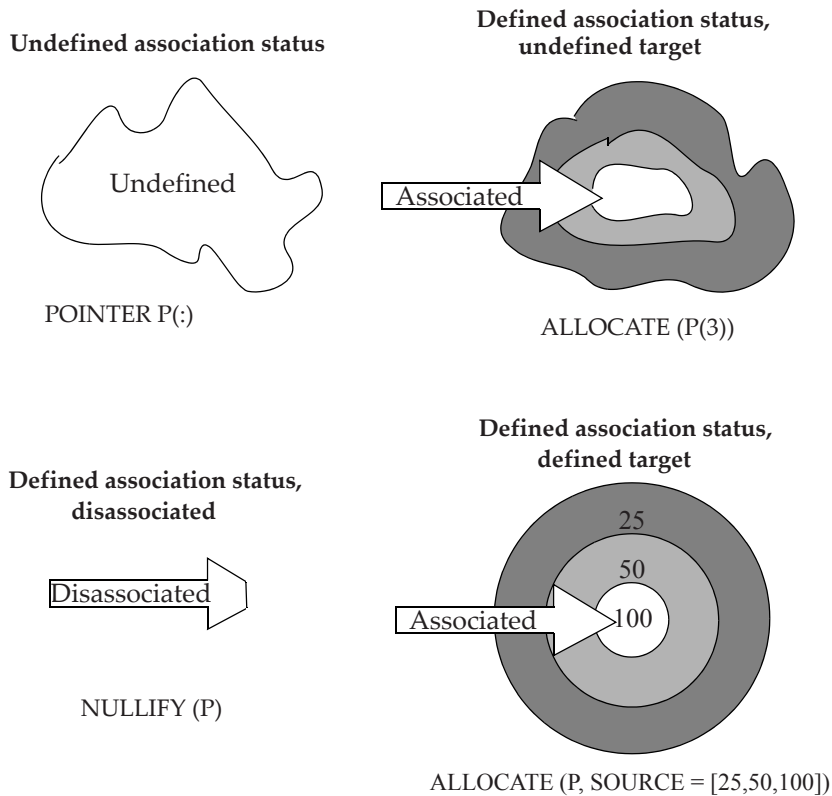 Undefined association status
Undefined
POINTER P(:)
Defined association status,
undefined target
Associated
ALLOCATE (P(3))
Defined association status,
disassociated
Disassociated
NULLIFY (P)
Defined association status,
defined target
25
50
Associated
100
ALLOCATE (P, SOURCE = [25,50,100])